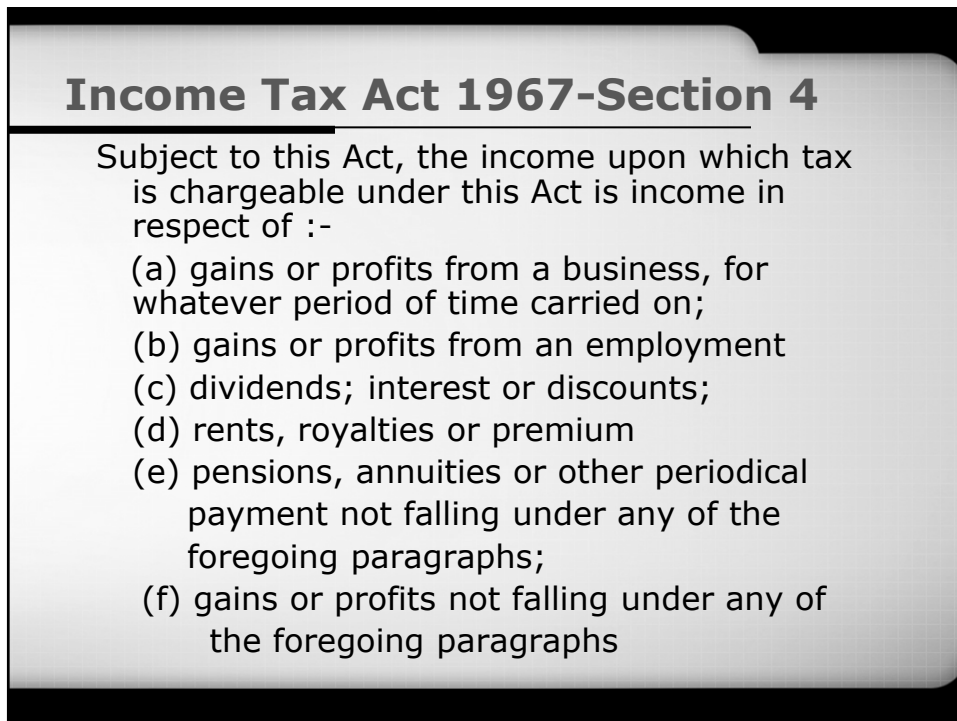 Income Tax Act 1967-Section 4
Subject to this Act, the income upon which tax
is chargeable under this Act is income in
respect of :-
(a) gains or profits from a business, for
whatever period of time carried on;
(b) gains or profits from an employment
(c) dividends; interest or discounts;
(d) rents, royalties or premium
(e) pensions, annuities or other periodical
payment not falling under any of the
foregoing paragraphs;
(f) gains or profits not falling under any of
the foregoing paragraphs